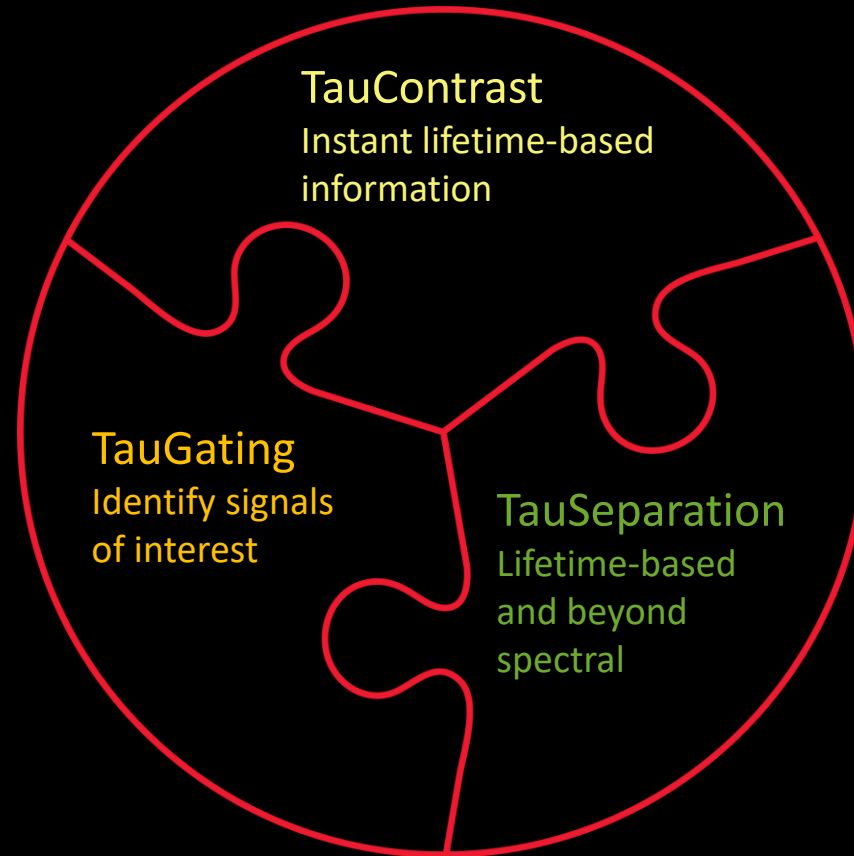 TauContrast
Instant lifetime-based
information
TauGating
Identify signals
of interest
TauSeparation
Lifetime-based
and beyond
spectral